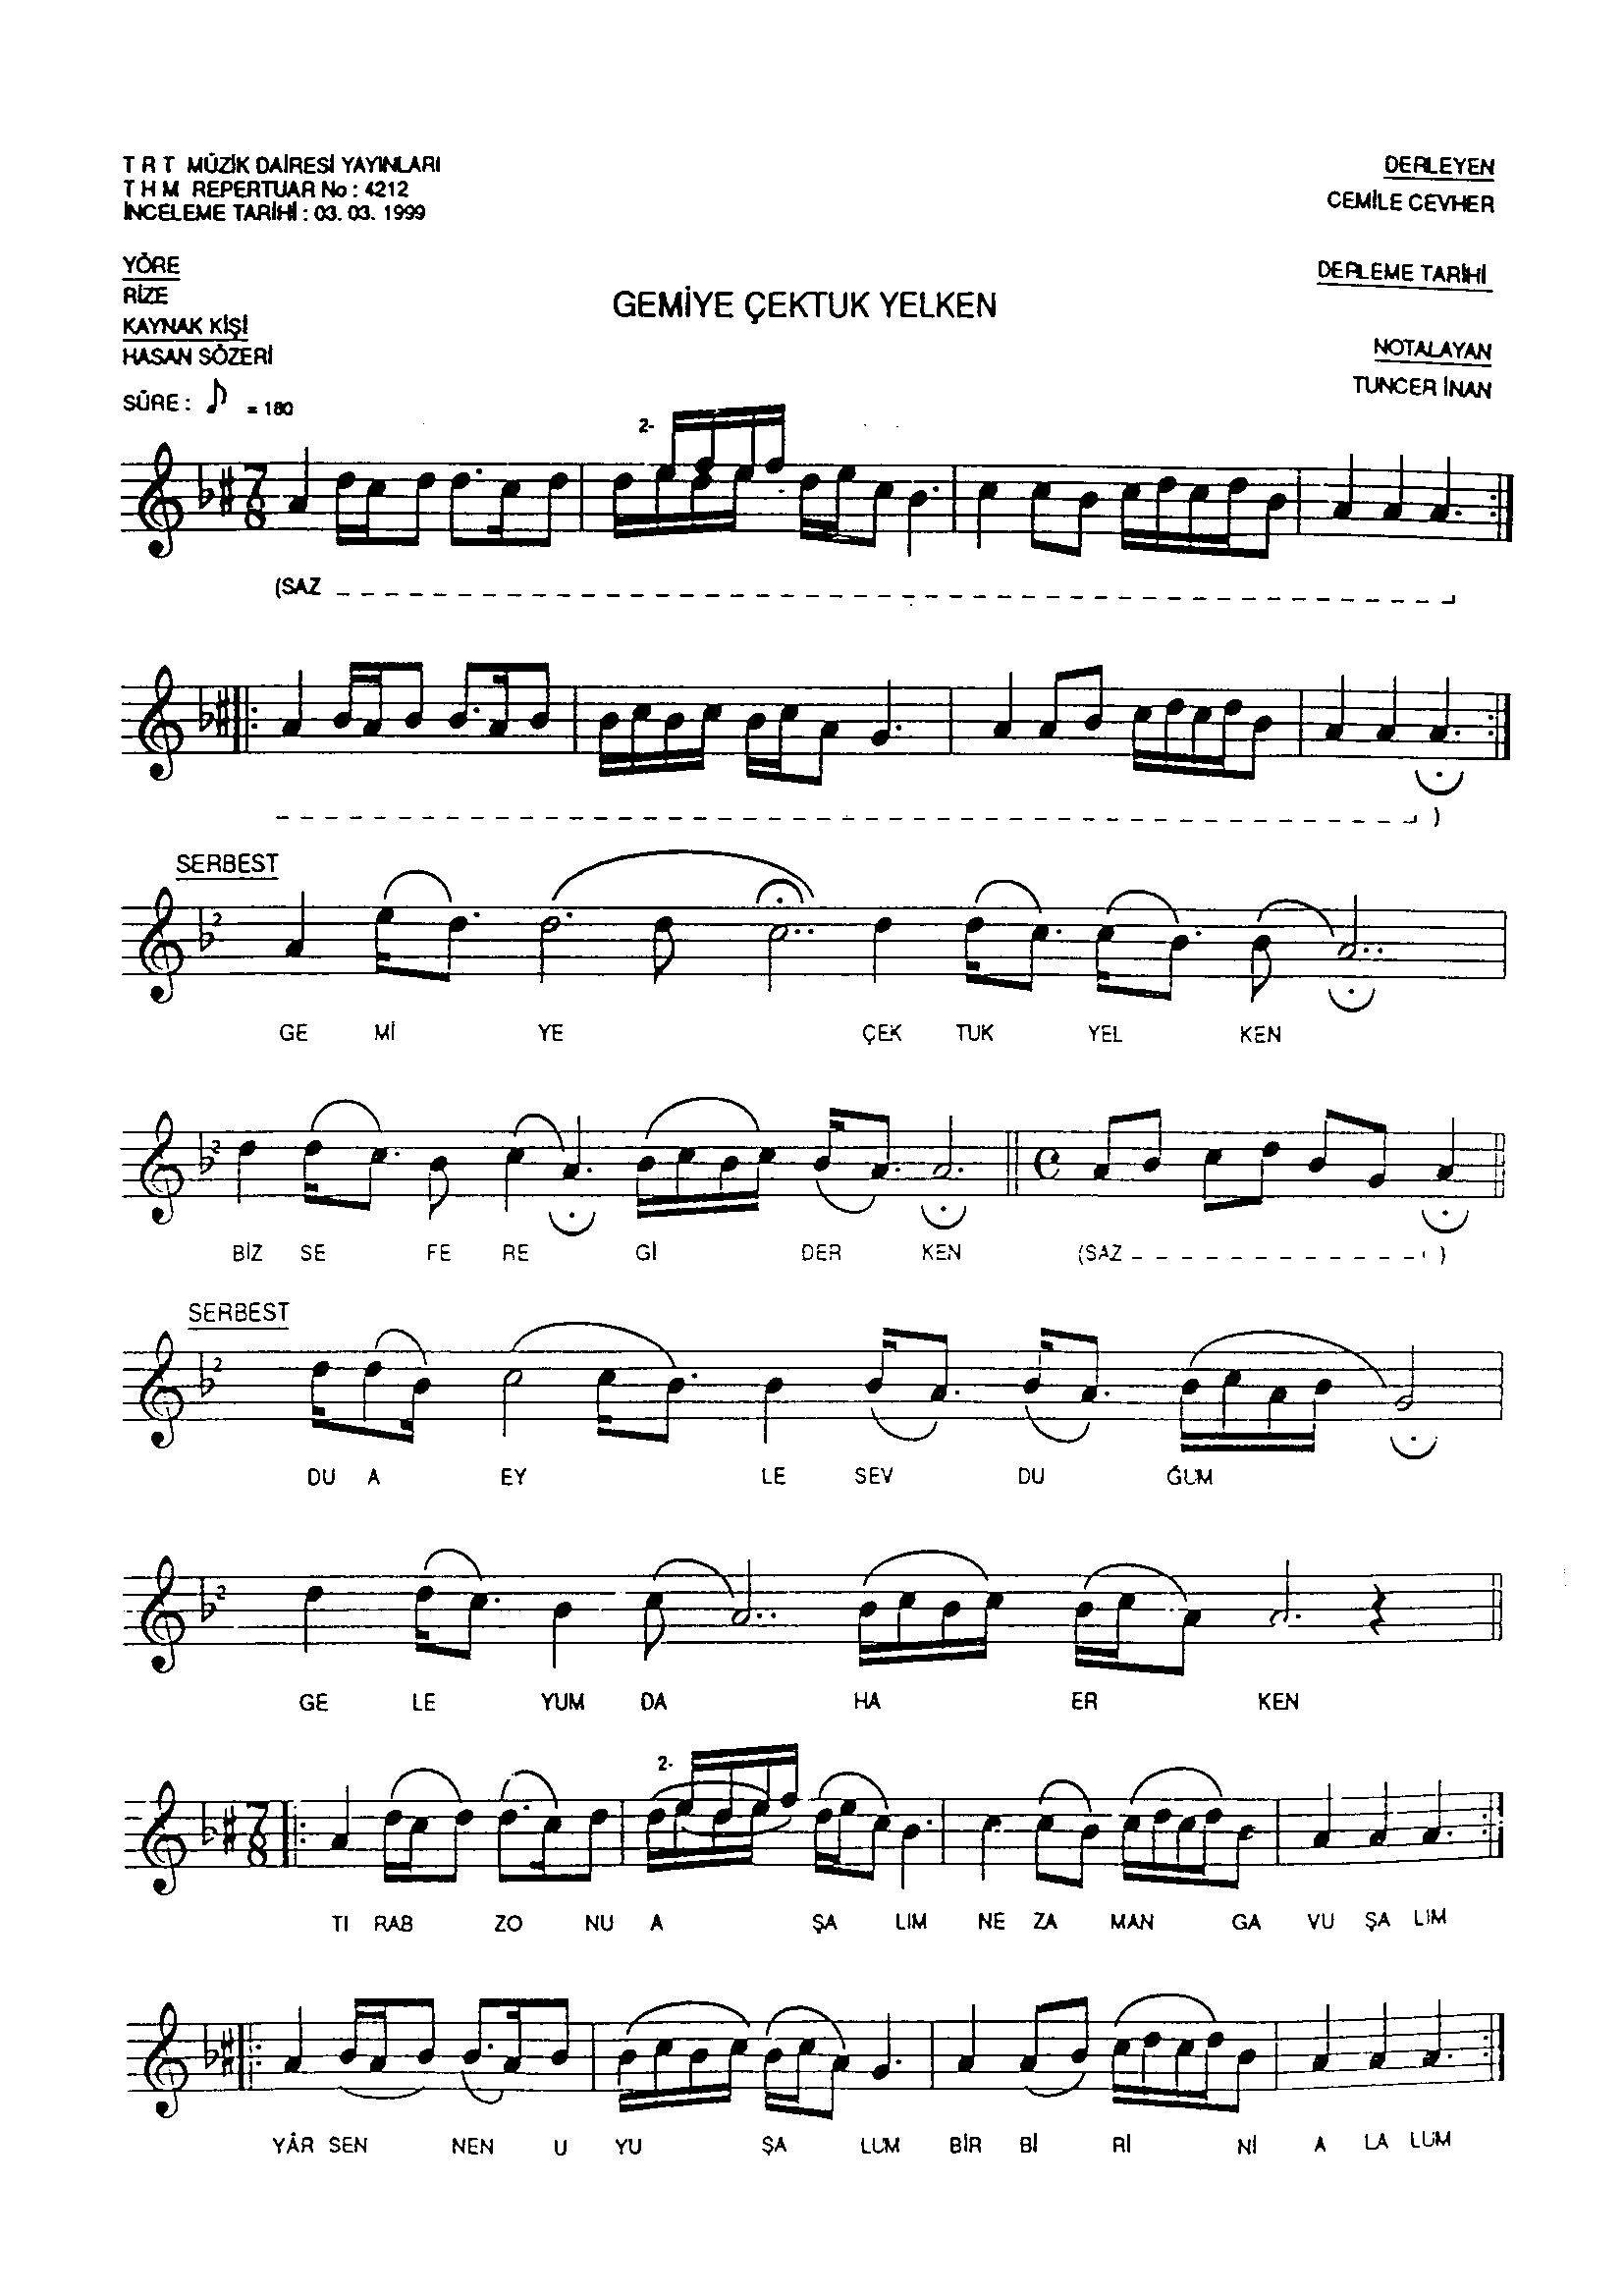 T R T MÜZİK DAİRESİ YAYINLARI
T H M REPERTUAR No : 4212
İNCELEME TARİHİ : 03. 03. 1999
DERLEYEN
CEMİLE CEVHER
YÖRE
RİZE
KAYNAK KİŞİ
HASAN SÖZERİ
DERLEME TARİHİ
GEMİYE ÇEKTUK YELKEN
NOTALAYAN
TUNCER İNAN
SÜRE : ♪ = 180
2-
7
8
(SAZ
)
SERBEST
2
GE Mİ YE ÇEK TUK YEL KEN
2
BİZ SE FE RE Gİ DER KEN (SAZ )
SERBEST
2
DU A EY LE SEV DU ĞUM
2
GE LE YUM DA HA ER KEN
2-
7
8
TI RAB ZO NU A ŞA LIM NE ZA MAN GA VU ŞA LIM
YÂR SEN NEN U YU ŞA LUM BİR Bİ Rİ Nİ A LA LUM